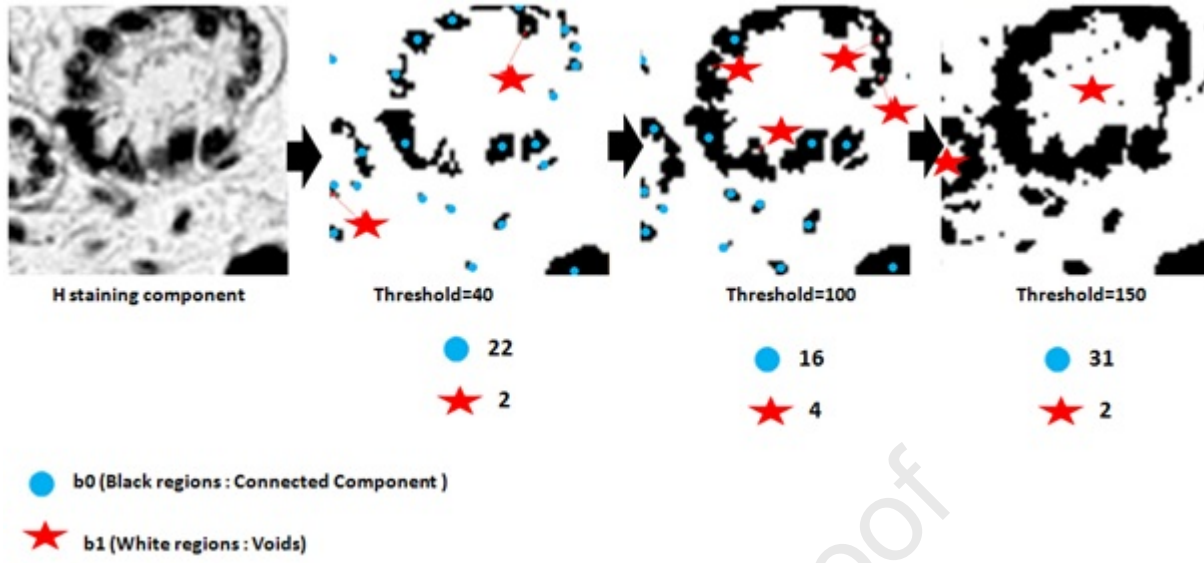 H staining component
Threshold=40
Threshold=100
Threshold=150
22
16
31
2
4
2
b0 (Black regions : Connected Component )
b1 (White regions : Voids)
oof